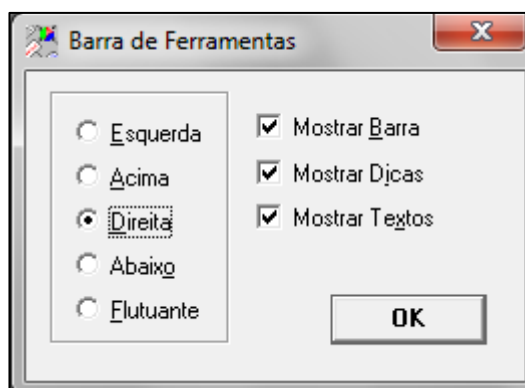 Barra de Ferramentas
Esquerda
Acima
Direita
Abaixo
Flutuante
Mostrar Barra
Mostrar Dicas
Mostrar Textos
OK